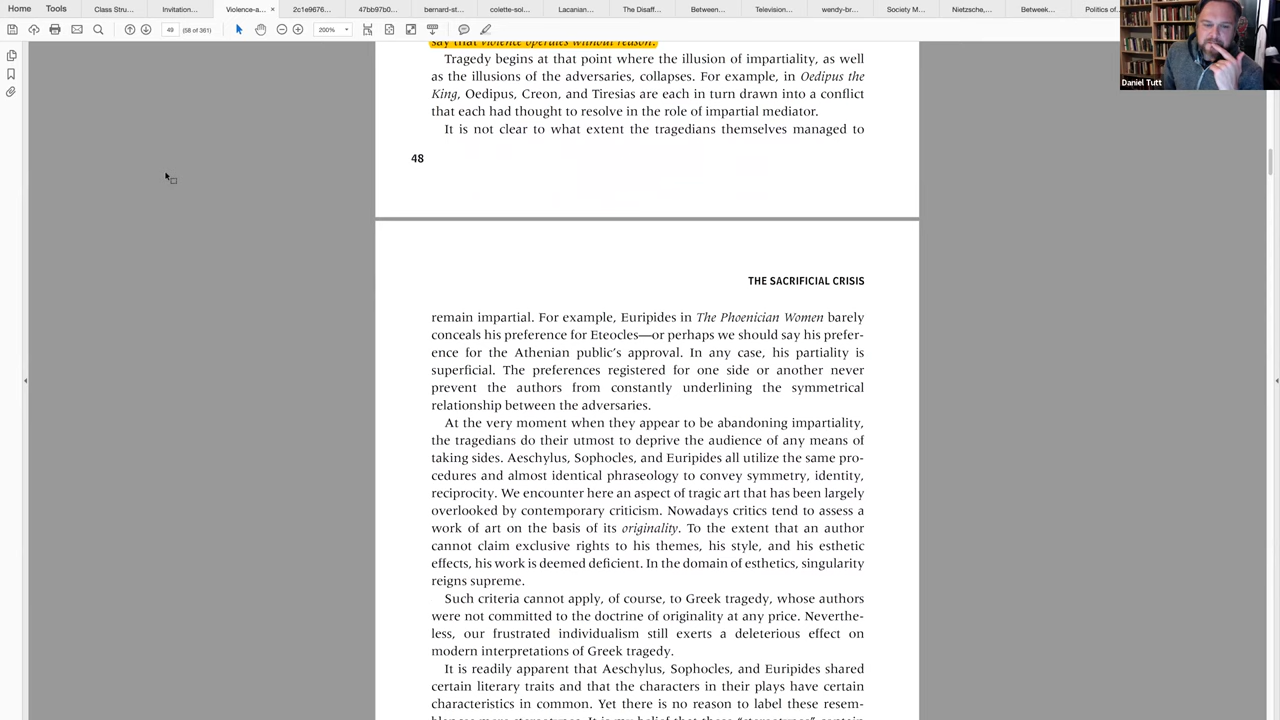 Home Tools Class Stru... Invitation... Violence-a... × 2c1e9676... 47bb97b0... bernard-st... colette-sol... Lacanian... The Disaff... Between... Television... wendy-br... Society M... Nietzsche,... Betweek... Politics of...
49 (58 of 361) 200%
Daniel Tutt
say that violence operates without reason.
Tragedy begins at that point where the illusion of impartiality, as well
as the illusions of the adversaries, collapses. For example, in Oedipus the
King, Oedipus, Creon, and Tiresias are each in turn drawn into a conflict
that each had thought to resolve in the role of impartial mediator.
It is not clear to what extent the tragedians themselves managed to
48
THE SACRIFICIAL CRISIS
remain impartial. For example, Euripides in The Phoenician Women barely
conceals his preference for Eteocles—or perhaps we should say his prefer-
ence for the Athenian public's approval. In any case, his partiality is
superficial. The preferences registered for one side or another never
prevent the authors from constantly underlining the symmetrical
relationship between the adversaries.
At the very moment when they appear to be abandoning impartiality,
the tragedians do their utmost to deprive the audience of any means of
taking sides. Aeschylus, Sophocles, and Euripides all utilize the same pro-
cedures and almost identical phraseology to convey symmetry, identity,
reciprocity. We encounter here an aspect of tragic art that has been largely
overlooked by contemporary criticism. Nowadays critics tend to assess a
work of art on the basis of its originality. To the extent that an author
cannot claim exclusive rights to his themes, his style, and his esthetic
effects, his work is deemed deficient. In the domain of esthetics, singularity
reigns supreme.
Such criteria cannot apply, of course, to Greek tragedy, whose authors
were not committed to the doctrine of originality at any price. Neverthe-
less, our frustrated individualism still exerts a deleterious effect on
modern interpretations of Greek tragedy.
It is readily apparent that Aeschylus, Sophocles, and Euripides shared
certain literary traits and that the characters in their plays have certain
characteristics in common. Yet there is no reason to label these resem-